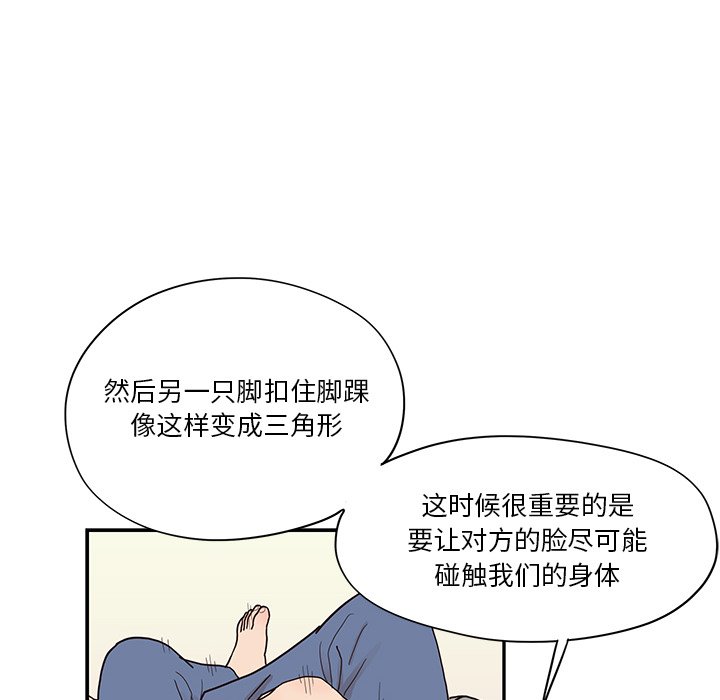 然后另一只脚扣住脚踝
像这样变成三角形
这时候很重要的是
要让对方的脸尽可能
碰触我们的身体